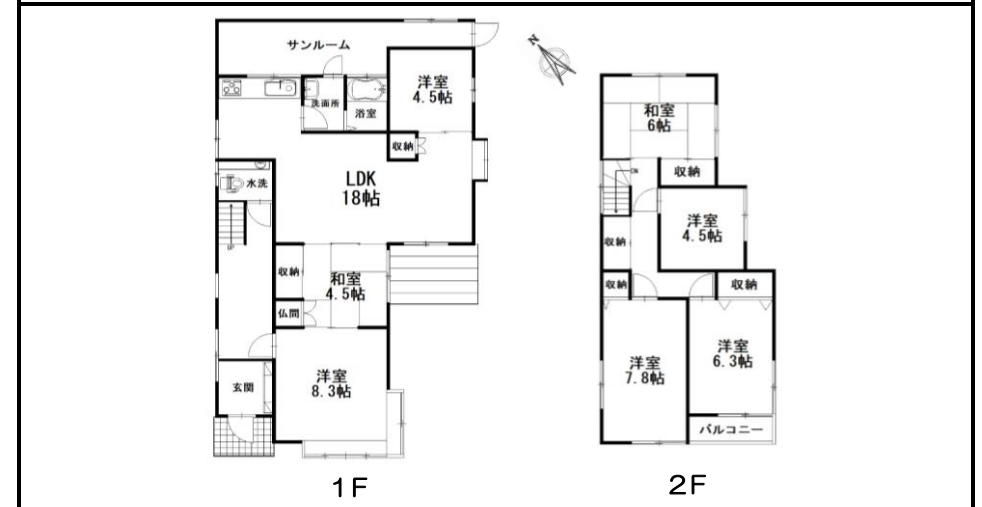 サンルーム
N
洋室
4.5帖
洗面所
浴室
収納
LDK
18帖
水洗
UP
収納
和室
4.5帖
仏間
洋室
8.3帖
玄関
1F
和室
6帖
DN
収納
洋室
4.5帖
収納
収納
収納
洋室
7.8帖
洋室
6.3帖
バルコニー
2F